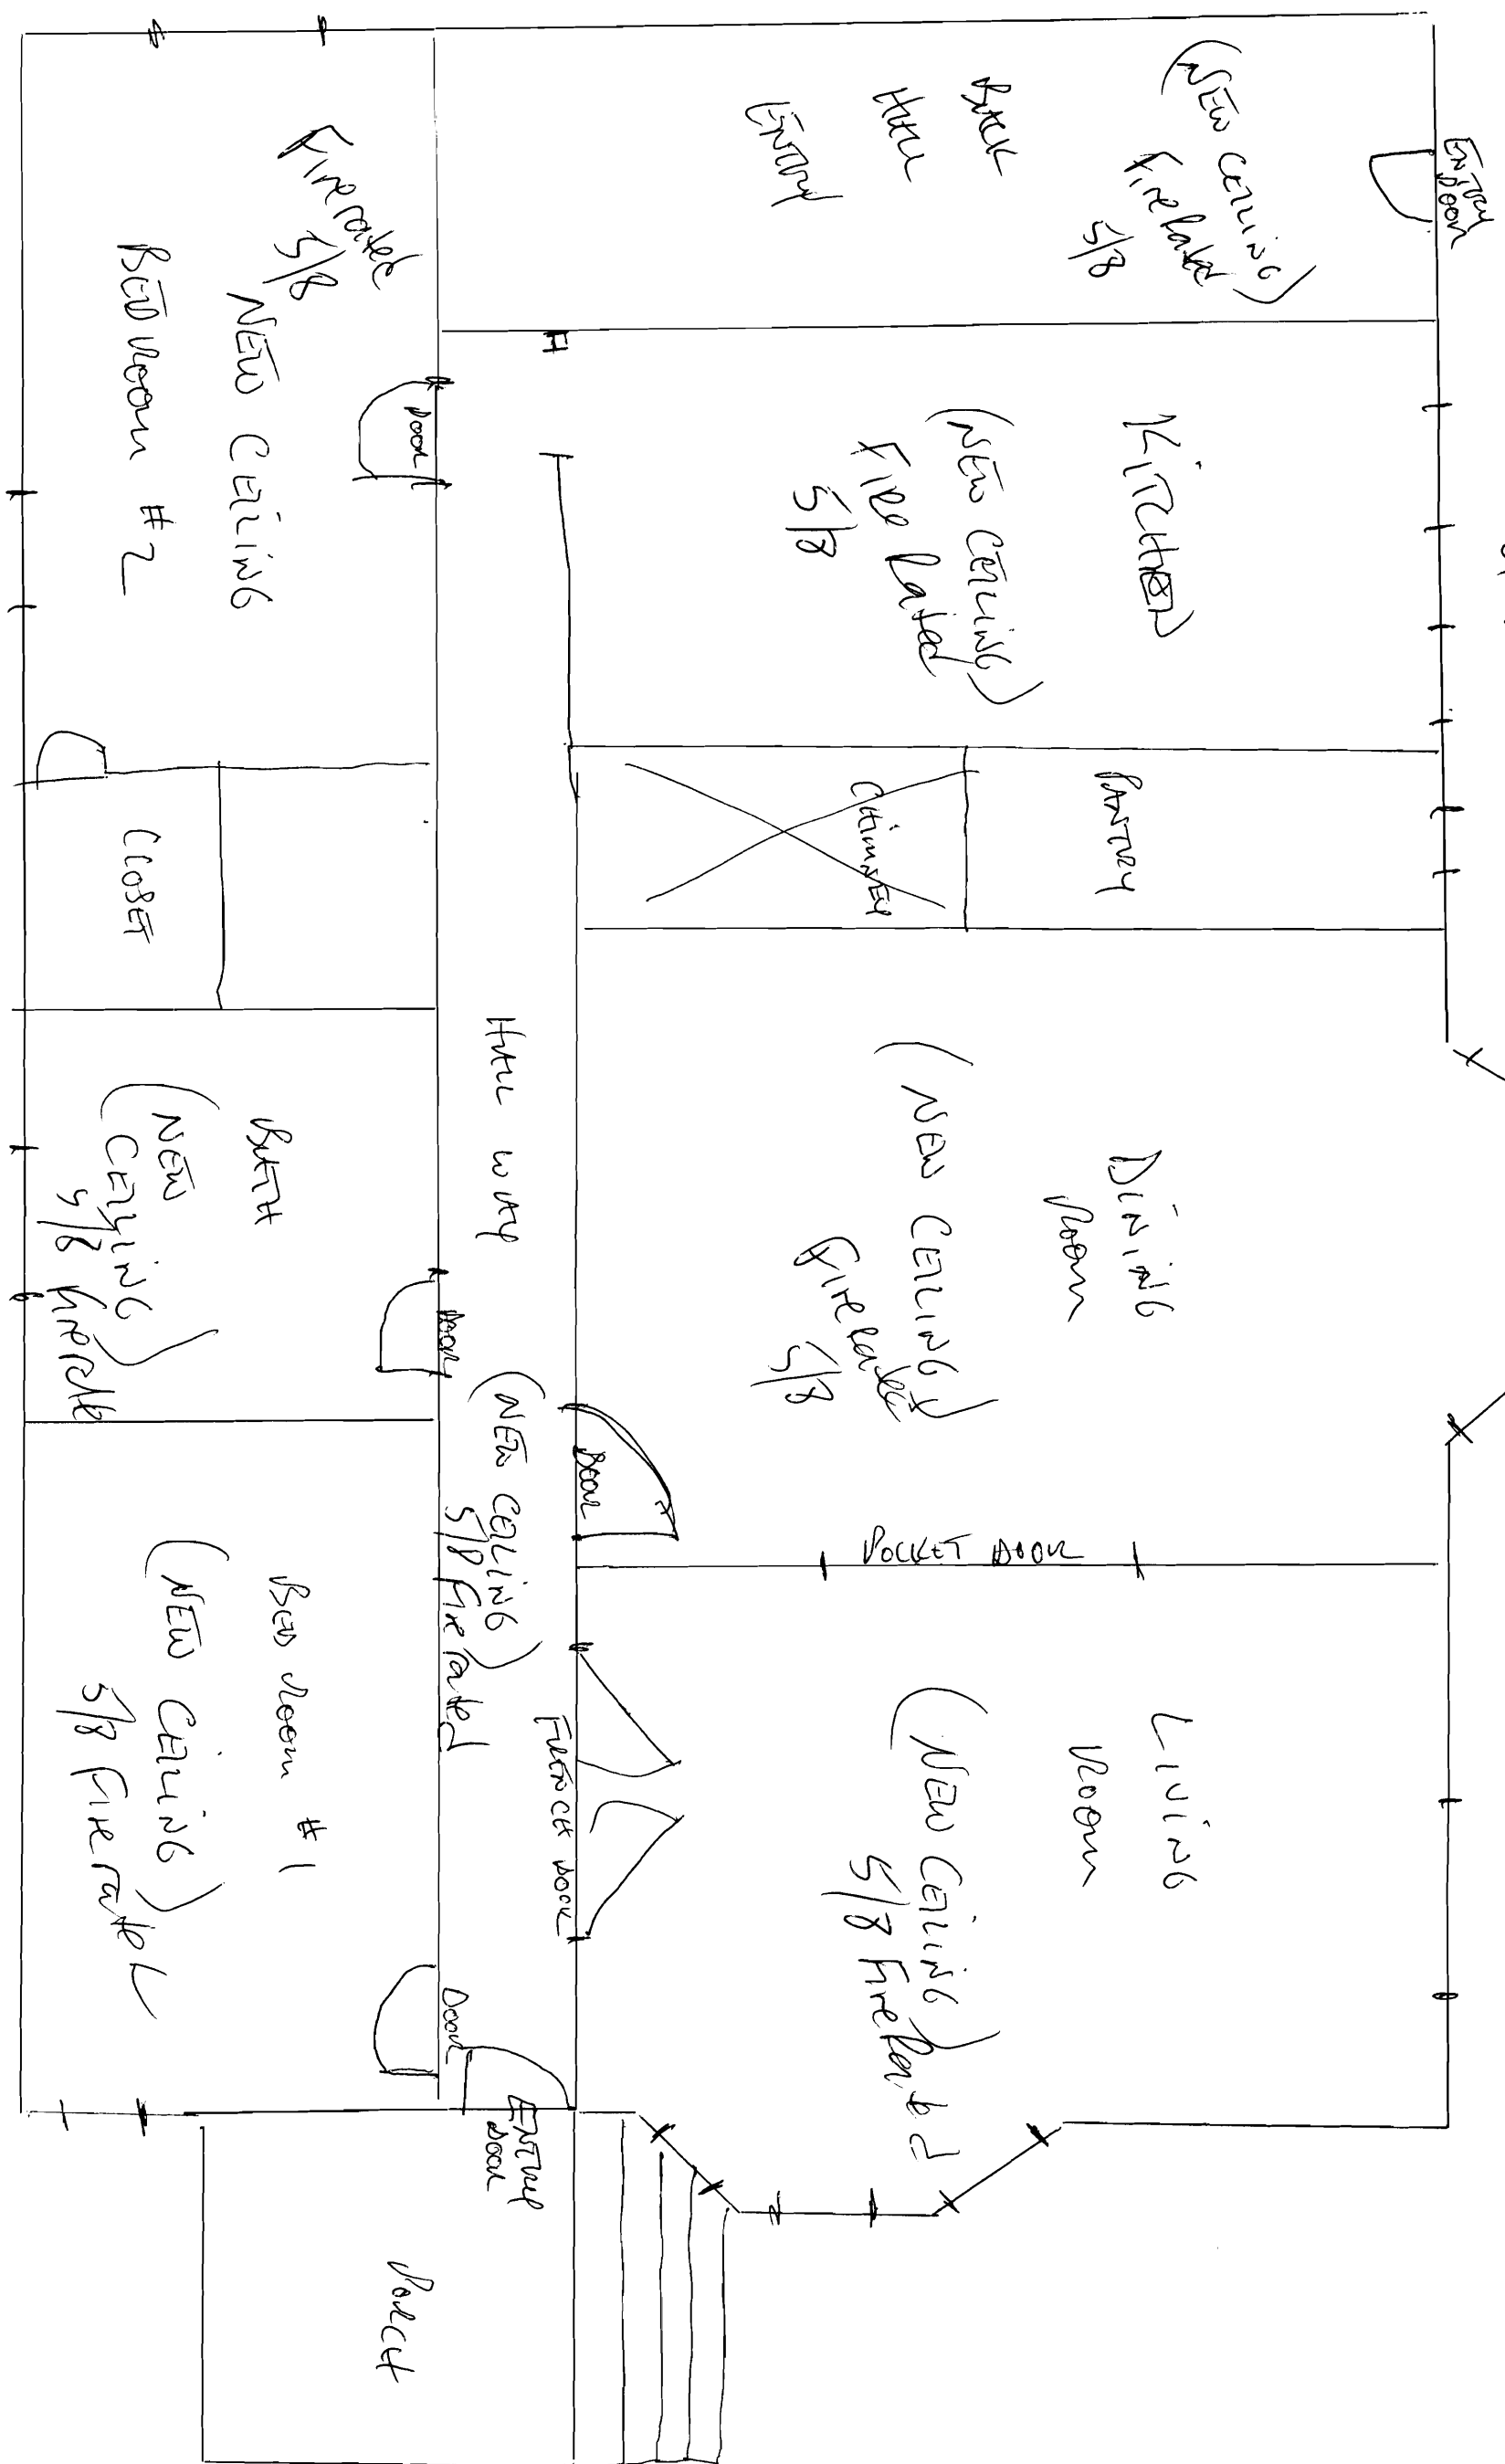 ENTRY
DOOR
(NEW CEILING)
Fire Rated
5/8
BACK
HALL
ENTRY
KITCHEN
(NEW CEILING)
FIRE Rated
5/8
PANTRY
CHIMNEY
DINING
ROOM
(NEW CEILING)
Fire Rated
5/8
POCKET DOOR
LIVING
ROOM
(NEW CEILING)
5/8 Fire Rated
Fire rated
5/8
NEW CEILING
BEDROOM #2
DOOR
CLOSET
HALL WAY
(NEW CEILING)
5/8 Fire rated
DOOR
FRENCH DOOR
BATH
(NEW
CEILING)
5/8 Fire Rate
DOOR
BED ROOM #1
(NEW CEILING)
5/8 Fire rated
DOOR
ENTRY
DOOR
PORCH